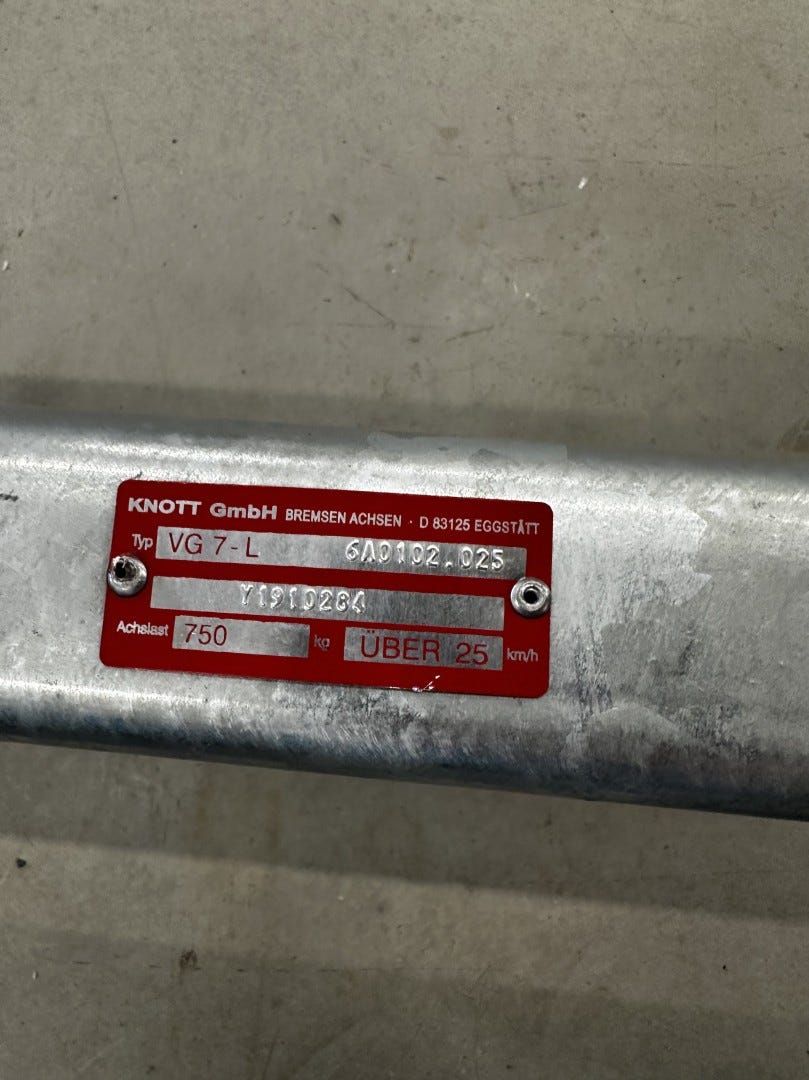 KNOTT GmbH BREMSEN ACHSEN · D 83125 EGGSTÄTT
Typ VG 7-L 6A0102.025
Y1910284
Achslast 750 kg ÜBER 25 km/h